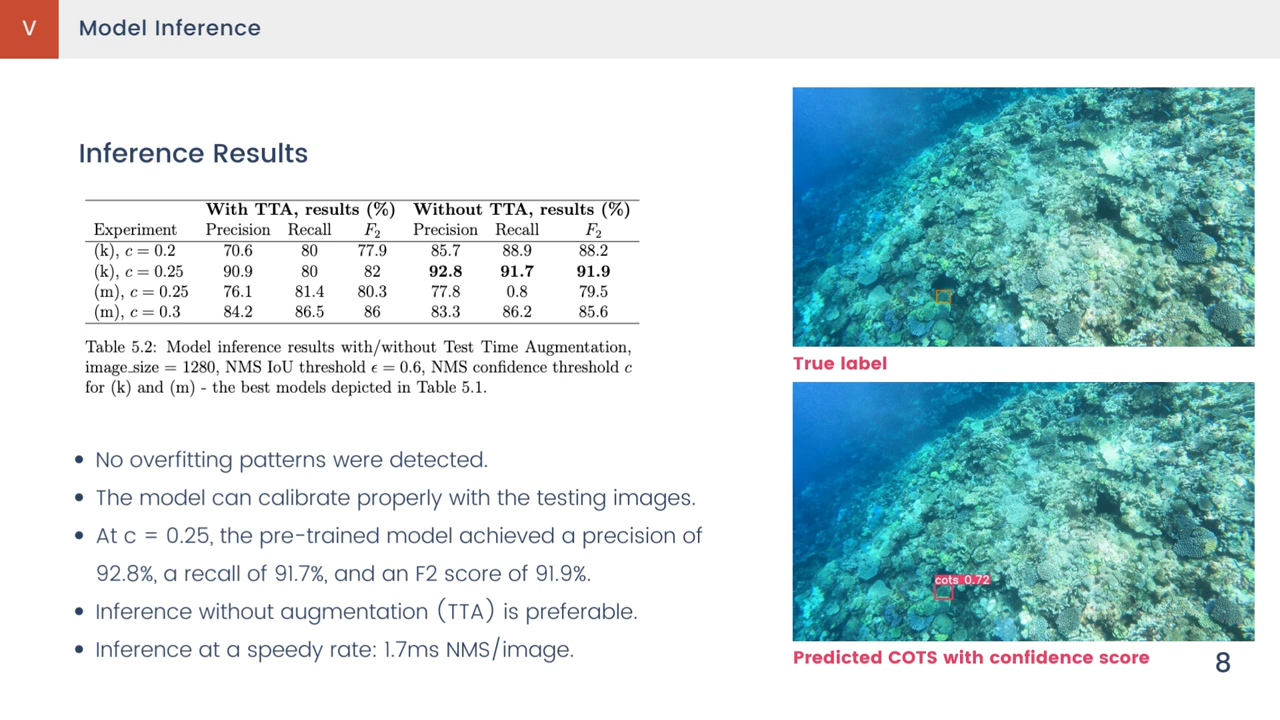 V Model Inference
Inference Results
With TTA, results (%) Without TTA, results (%)
Experiment Precision Recall F₂ Precision Recall F₂
(k), c = 0.2 70.6 80 77.9 85.7 88.9 88.2
(k), c = 0.25 90.9 80 82 92.8 91.7 91.9
(m), c = 0.25 76.1 81.4 80.3 77.8 0.8 79.5
(m), c = 0.3 84.2 86.5 86 83.3 86.2 85.6
Table 5.2: Model inference results with/without Test Time Augmentation,
image_size = 1280, NMS IoU threshold ϵ = 0.6, NMS confidence threshold c
for (k) and (m) - the best models depicted in Table 5.1.
• No overfitting patterns were detected.
• The model can calibrate properly with the testing images.
• At c = 0.25, the pre-trained model achieved a precision of
92.8%, a recall of 91.7%, and an F2 score of 91.9%.
• Inference without augmentation (TTA) is preferable.
• Inference at a speedy rate: 1.7ms NMS/image.
True label
cots 0.72
Predicted COTS with confidence score
8